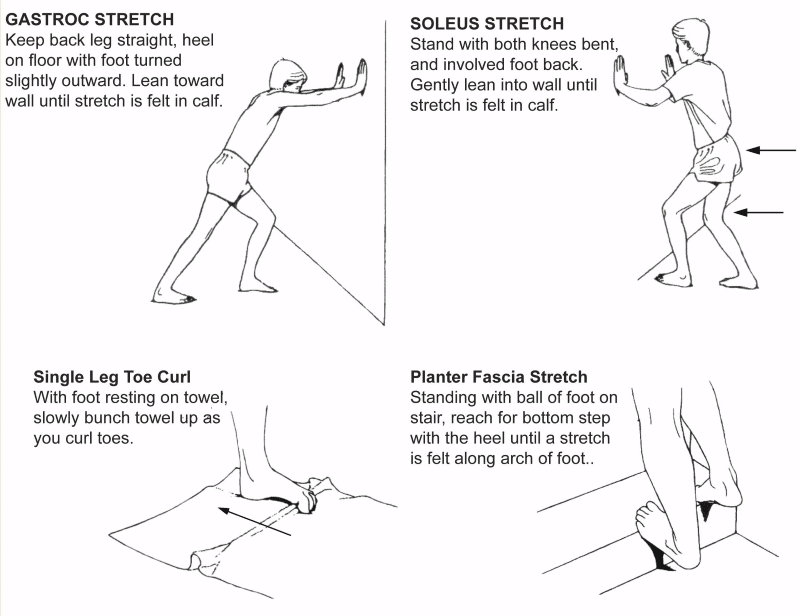 GASTROC STRETCH
Keep back leg straight, heel
on floor with foot turned
slightly outward. Lean toward
wall until stretch is felt in calf.
SOLEUS STRETCH
Stand with both knees bent,
and involved foot back.
Gently lean into wall until
stretch is felt in calf.
Single Leg Toe Curl
With foot resting on towel,
slowly bunch towel up as
you curl toes.
Planter Fascia Stretch
Standing with ball of foot on
stair, reach for bottom step
with the heel until a stretch
is felt along arch of foot..